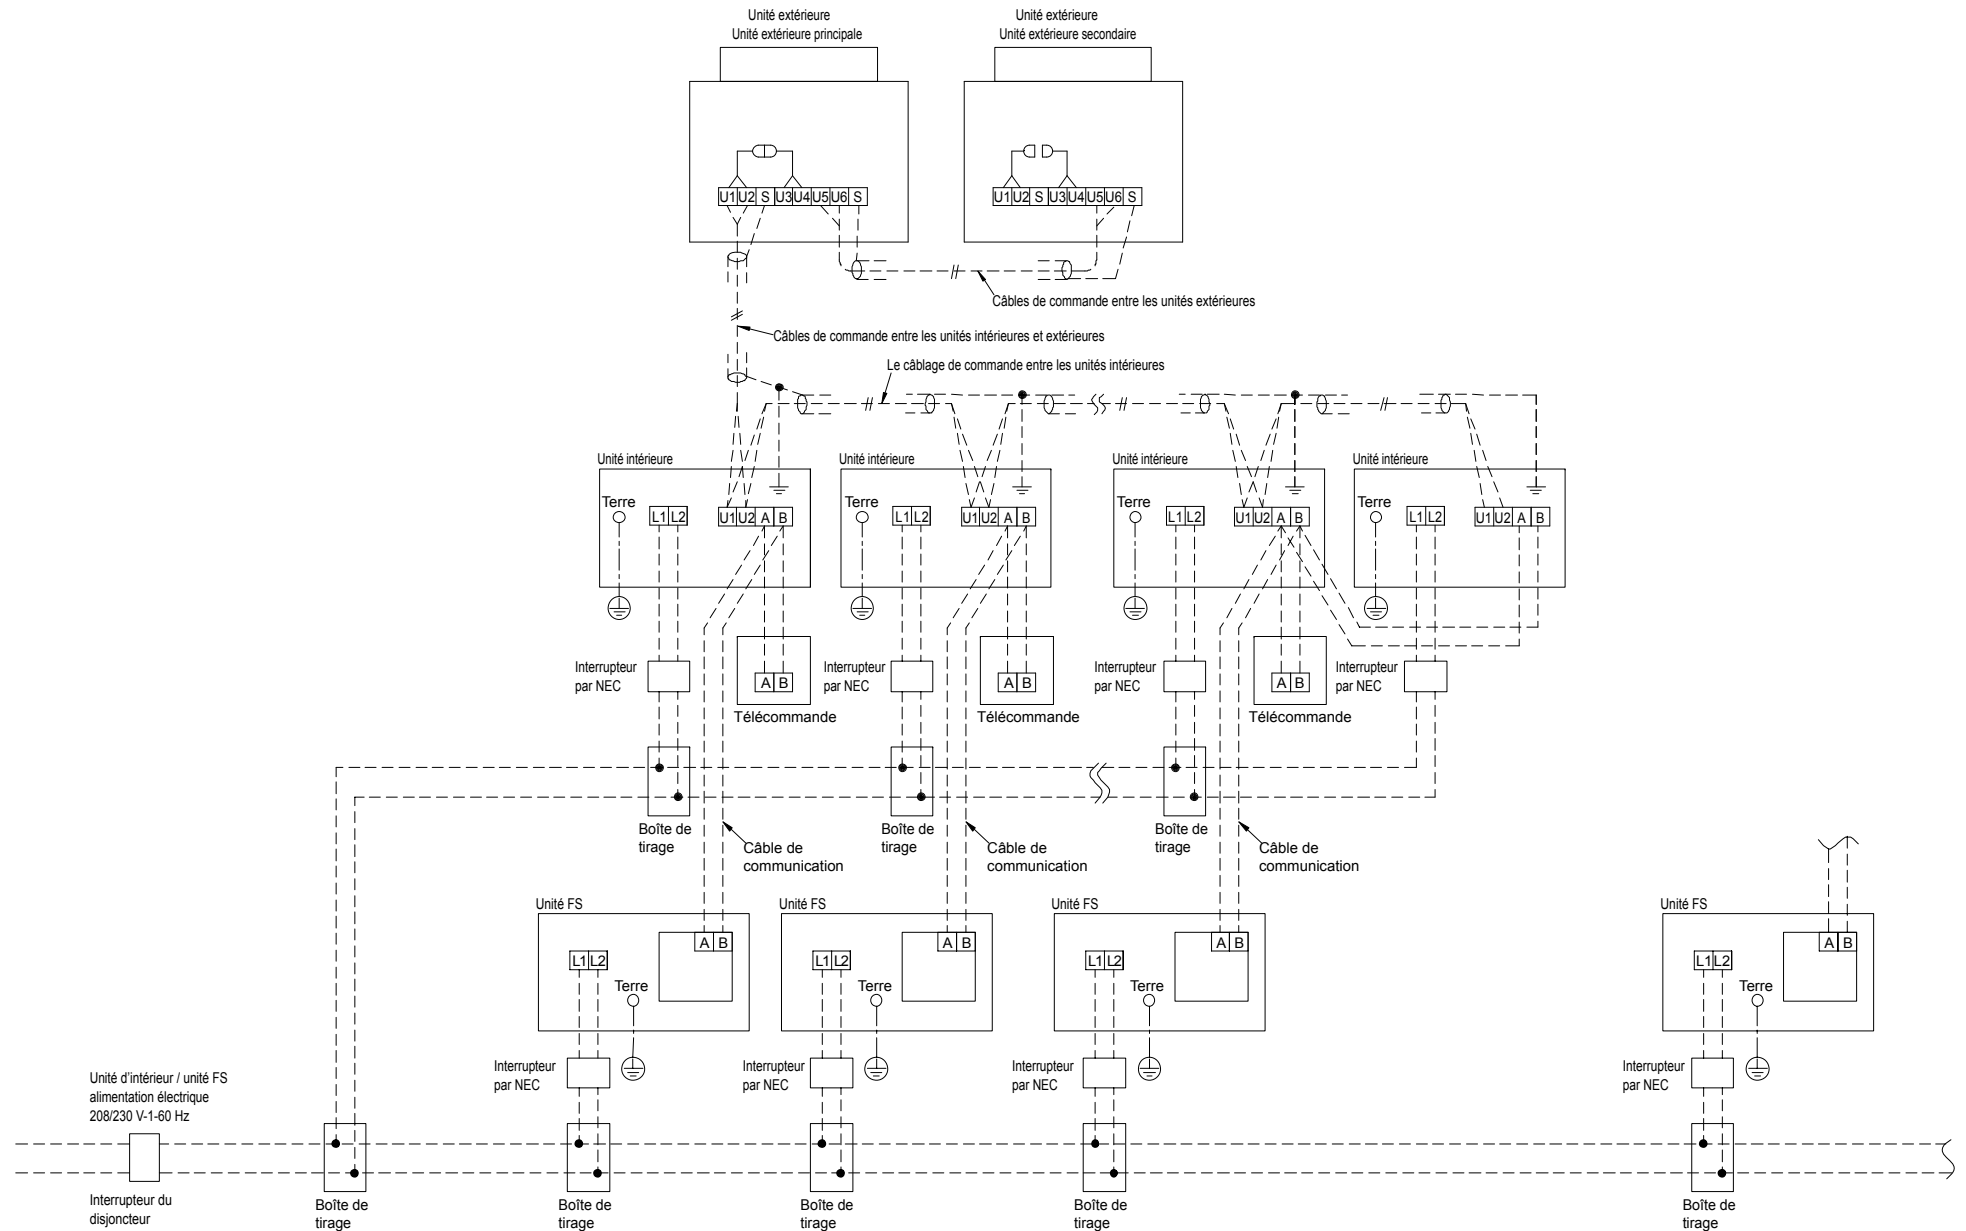 Unité extérieure
Unité extérieure principale
Unité extérieure
Unité extérieure secondaire
U1 U2 S U3 U4 U5 U6 S
U1 U2 S U3 U4 U5 U6 S
Câbles de commande entre les unités extérieures
Câbles de commande entre les unités intérieures et extérieures
Le câblage de commande entre les unités intérieures
Unité intérieure
Unité intérieure
Unité intérieure
Unité intérieure
Terre
L1 L2
U1 U2 A B
Terre
L1 L2
U1 U2 A B
Terre
L1 L2
U1 U2 A B
Terre
L1 L2
U1 U2 A B
Interrupteur
par NEC
A B
Télécommande
Interrupteur
par NEC
A B
Télécommande
Interrupteur
par NEC
A B
Télécommande
Interrupteur
par NEC
Boîte de
tirage
Câble de
communication
Boîte de
tirage
Câble de
communication
Boîte de
tirage
Câble de
communication
Unité FS
A B
L1 L2
Terre
Unité FS
A B
L1 L2
Terre
Unité FS
A B
L1 L2
Terre
Unité FS
A B
L1 L2
Terre
Interrupteur
par NEC
Interrupteur
par NEC
Interrupteur
par NEC
Interrupteur
par NEC
Unité d'intérieur / unité FS
alimentation électrique
208/230 V-1-60 Hz
Interrupteur du
disjoncteur
Boîte de
tirage
Boîte de
tirage
Boîte de
tirage
Boîte de
tirage
Boîte de
tirage